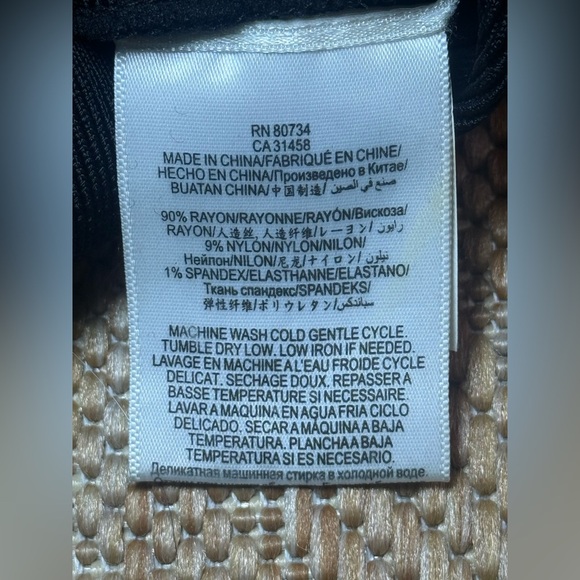 RN 80734
CA 31458
MADE IN CHINA/FABRIQUÉ EN CHINE/
HECHO EN CHINA/Произведено в Китае/
BUATAN CHINA/中国制造/ صنع في الصين/
90% RAYON/RAYONNE/RAYÓN/Вискоза/
RAYON/人造丝, 人造纤维/レーヨン/ رايون/
9% NYLON/NYLON/NILON/
Нейлон/NILON/尼龙/ナイロン/ نيلون/
1% SPANDEX/ELASTHANNE/ELASTANO/
Ткань спандекс/SPANDEKS/
弹性纤维/ポリウレタン/ سباندكس/
MACHINE WASH COLD GENTLE CYCLE.
TUMBLE DRY LOW. LOW IRON IF NEEDED.
LAVAGE EN MACHINE A L'EAU FROIDE CYCLE
DELICAT. SECHAGE DOUX. REPASSER A
BASSE TEMPERATURE SI NECESSAIRE.
LAVAR A MAQUINA EN AGUA FRIA CICLO
DELICADO. SECAR A MÁQUINA A BAJA
TEMPERATURA. PLANCHA A BAJA
TEMPERATURA SI ES NECESARIO.
Деликатная машинная стирка в холодной воде.